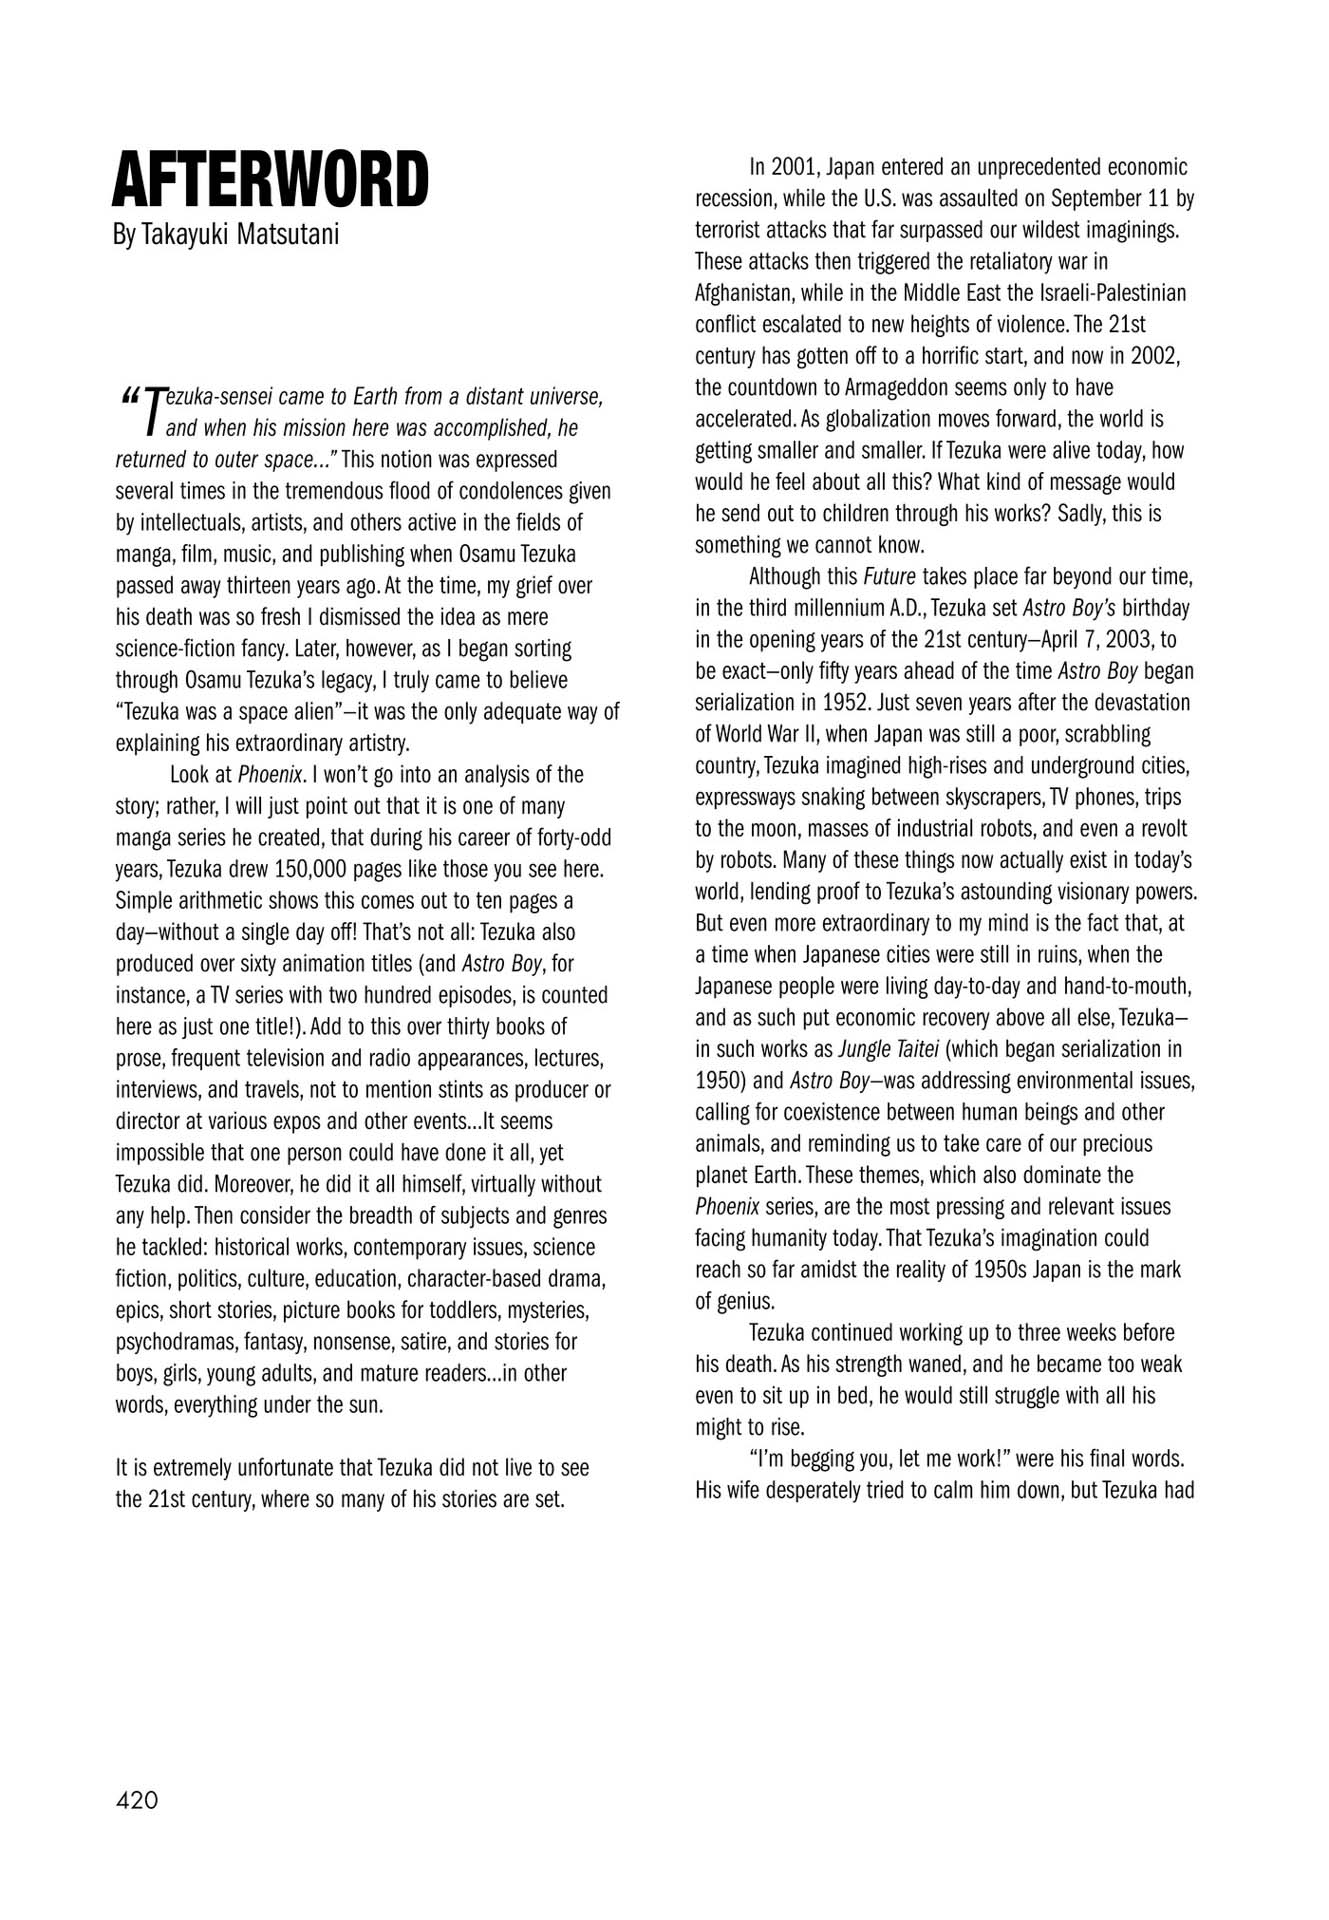 AFTERWORD
By Takayuki Matsutani
“Tezuka-sensei came to Earth from a distant universe,
and when his mission here was accomplished, he
returned to outer space...” This notion was expressed
several times in the tremendous flood of condolences given
by intellectuals, artists, and others active in the fields of
manga, film, music, and publishing when Osamu Tezuka
passed away thirteen years ago. At the time, my grief over
his death was so fresh I dismissed the idea as mere
science-fiction fancy. Later, however, as I began sorting
through Osamu Tezuka’s legacy, I truly came to believe
“Tezuka was a space alien”—it was the only adequate way of
explaining his extraordinary artistry.
Look at Phoenix. I won’t go into an analysis of the
story; rather, I will just point out that it is one of many
manga series he created, that during his career of forty-odd
years, Tezuka drew 150,000 pages like those you see here.
Simple arithmetic shows this comes out to ten pages a
day—without a single day off! That’s not all: Tezuka also
produced over sixty animation titles (and Astro Boy, for
instance, a TV series with two hundred episodes, is counted
here as just one title!). Add to this over thirty books of
prose, frequent television and radio appearances, lectures,
interviews, and travels, not to mention stints as producer or
director at various expos and other events...It seems
impossible that one person could have done it all, yet
Tezuka did. Moreover, he did it all himself, virtually without
any help. Then consider the breadth of subjects and genres
he tackled: historical works, contemporary issues, science
fiction, politics, culture, education, character-based drama,
epics, short stories, picture books for toddlers, mysteries,
psychodramas, fantasy, nonsense, satire, and stories for
boys, girls, young adults, and mature readers...in other
words, everything under the sun.
It is extremely unfortunate that Tezuka did not live to see
the 21st century, where so many of his stories are set.
In 2001, Japan entered an unprecedented economic
recession, while the U.S. was assaulted on September 11 by
terrorist attacks that far surpassed our wildest imaginings.
These attacks then triggered the retaliatory war in
Afghanistan, while in the Middle East the Israeli-Palestinian
conflict escalated to new heights of violence. The 21st
century has gotten off to a horrific start, and now in 2002,
the countdown to Armageddon seems only to have
accelerated. As globalization moves forward, the world is
getting smaller and smaller. If Tezuka were alive today, how
would he feel about all this? What kind of message would
he send out to children through his works? Sadly, this is
something we cannot know.
Although this Future takes place far beyond our time,
in the third millennium A.D., Tezuka set Astro Boy’s birthday
in the opening years of the 21st century—April 7, 2003, to
be exact—only fifty years ahead of the time Astro Boy began
serialization in 1952. Just seven years after the devastation
of World War II, when Japan was still a poor, scrabbling
country, Tezuka imagined high-rises and underground cities,
expressways snaking between skyscrapers, TV phones, trips
to the moon, masses of industrial robots, and even a revolt
by robots. Many of these things now actually exist in today’s
world, lending proof to Tezuka’s astounding visionary powers.
But even more extraordinary to my mind is the fact that, at
a time when Japanese cities were still in ruins, when the
Japanese people were living day-to-day and hand-to-mouth,
and as such put economic recovery above all else, Tezuka—
in such works as Jungle Taitei (which began serialization in
1950) and Astro Boy—was addressing environmental issues,
calling for coexistence between human beings and other
animals, and reminding us to take care of our precious
planet Earth. These themes, which also dominate the
Phoenix series, are the most pressing and relevant issues
facing humanity today. That Tezuka’s imagination could
reach so far amidst the reality of 1950s Japan is the mark
of genius.
Tezuka continued working up to three weeks before
his death. As his strength waned, and he became too weak
even to sit up in bed, he would still struggle with all his
might to rise.
“I’m begging you, let me work!” were his final words.
His wife desperately tried to calm him down, but Tezuka had
420